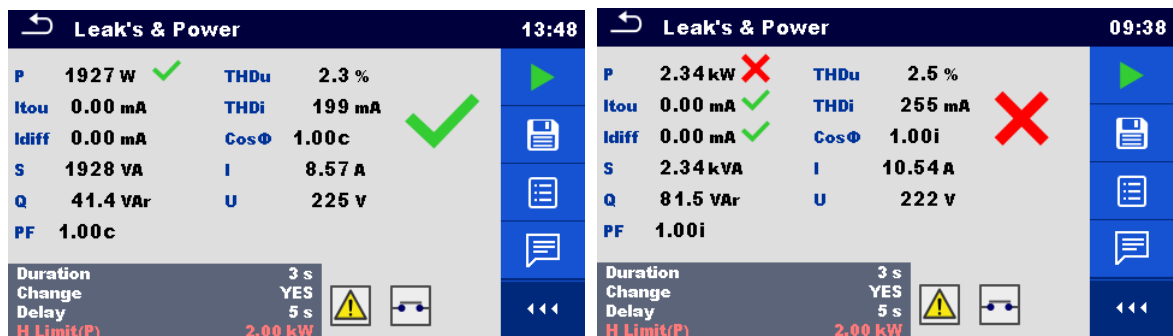 Leak's & Power 13:48
P 1927 W THDu 2.3 %
Itou 0.00 mA THDi 199 mA
Idiff 0.00 mA CosΦ 1.00c
S 1928 VA I 8.57 A
Q 41.4 VAr U 225 V
PF 1.00c
Duration 3 s
Change YES
Delay 5 s
H Limit(P) 2.00 kW
Leak's & Power 09:38
P 2.34 kW THDu 2.5 %
Itou 0.00 mA THDi 255 mA
Idiff 0.00 mA CosΦ 1.00i
S 2.34 kVA I 10.54 A
Q 81.5 VAr U 222 V
PF 1.00i
Duration 3 s
Change YES
Delay 5 s
H Limit(P) 2.00 kW